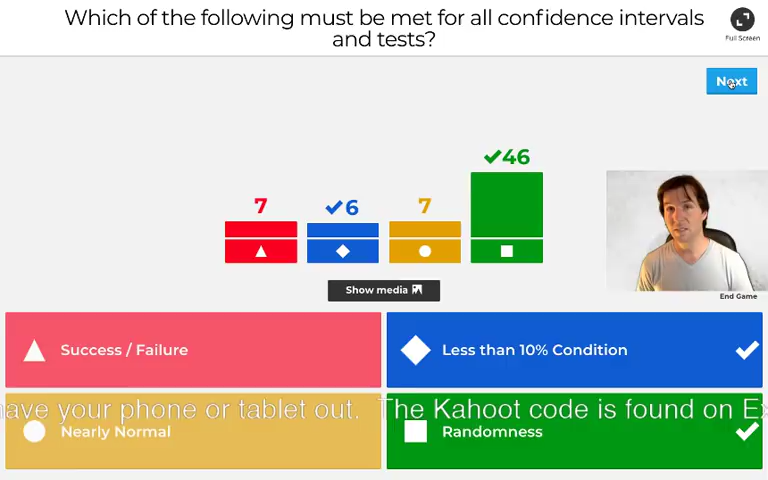 Which of the following must be met for all confidence intervals
and tests?
Full Screen
Next
7
6
7
46
Show media
End Game
Success / Failure
Less than 10% Condition
have your phone or tablet out. The Kahoot code is found on
Nearly Normal
Randomness